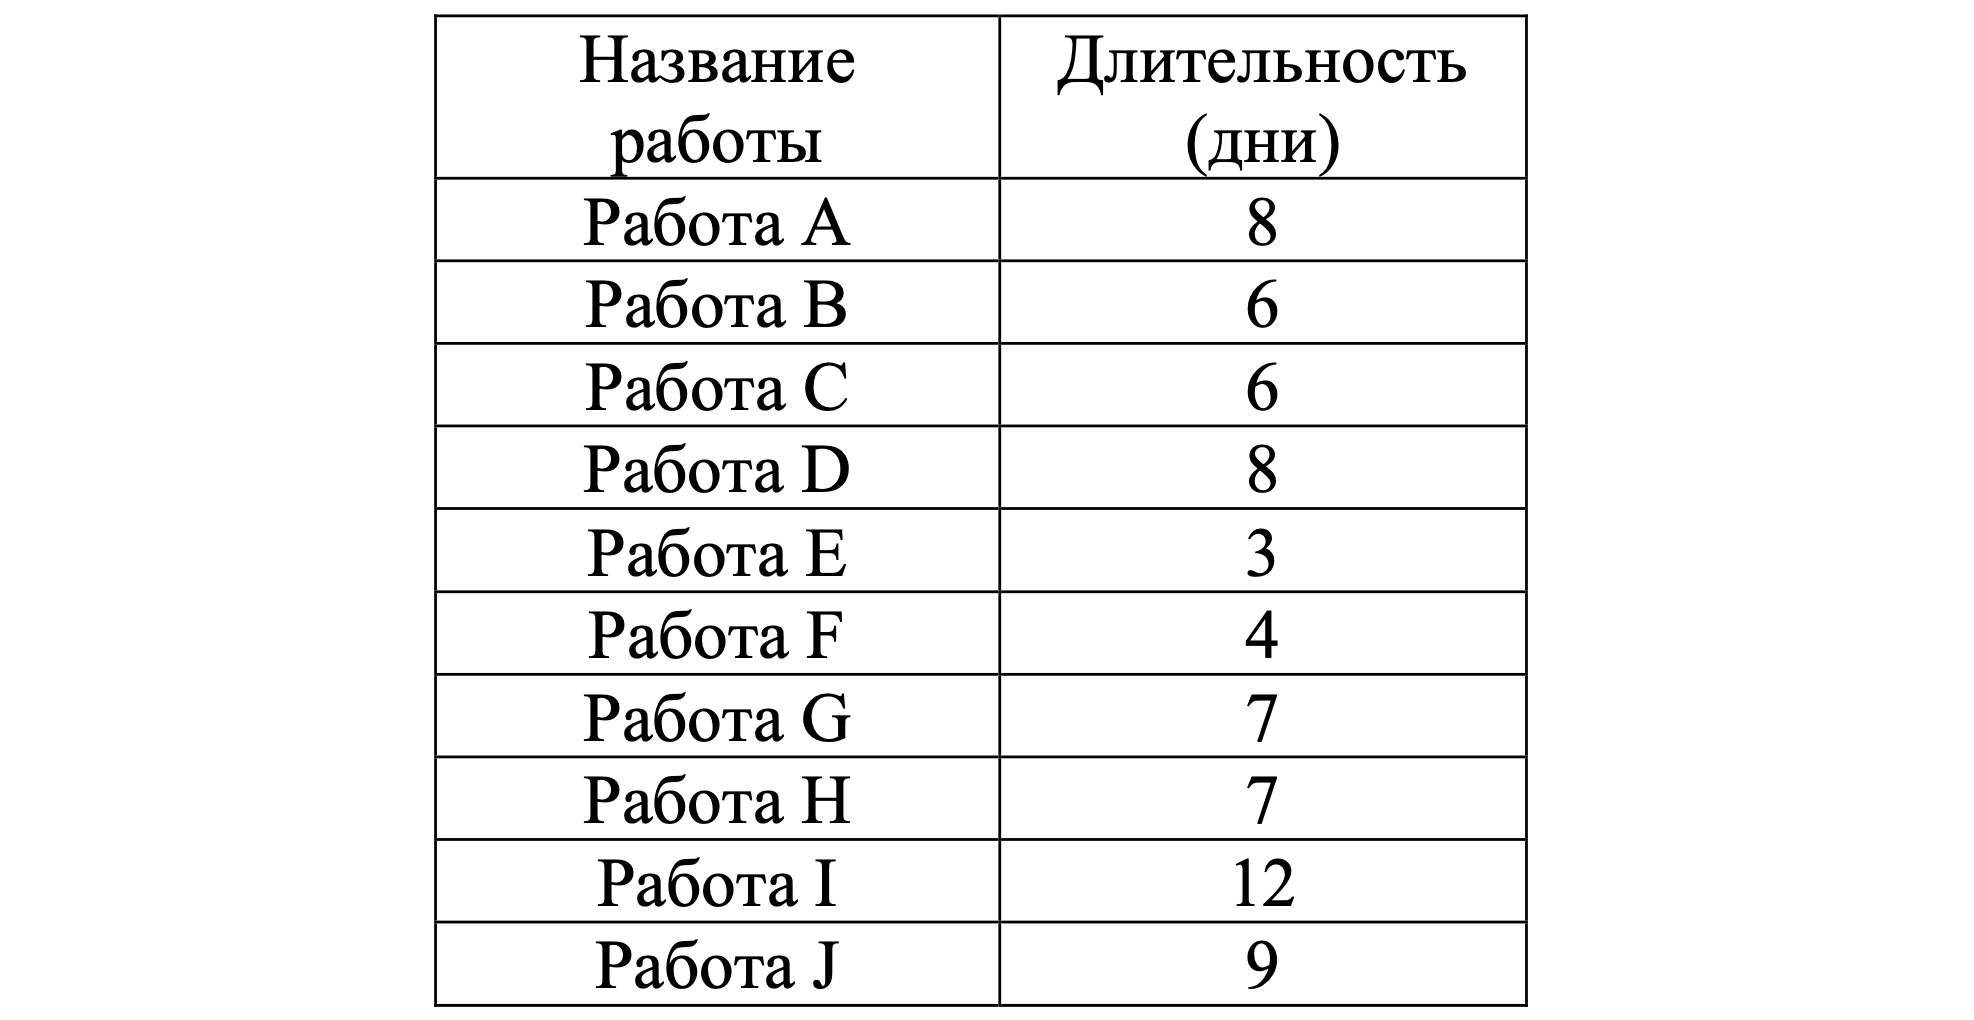 Название Длительность
работы (дни)
Работа A 8
Работа B 6
Работа C 6
Работа D 8
Работа E 3
Работа F 4
Работа G 7
Работа H 7
Работа I 12
Работа J 9